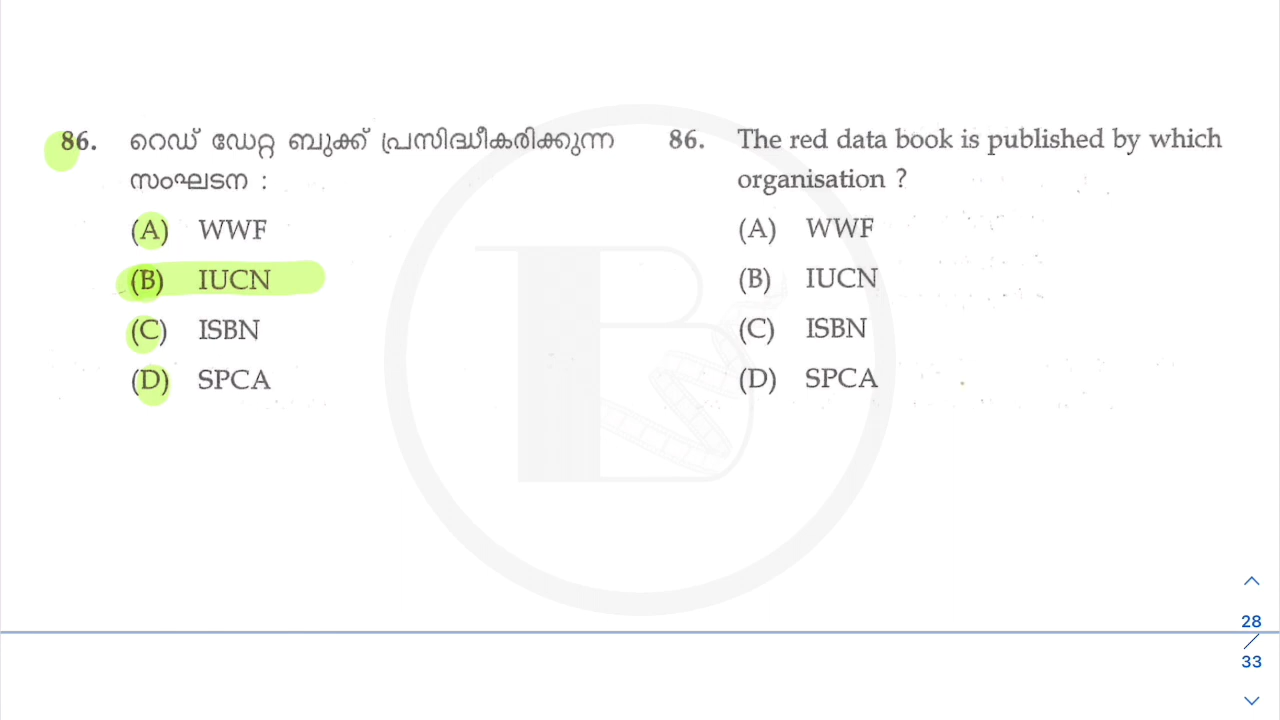 86. റെഡ് ഡേറ്റ ബുക്ക് പ്രസിദ്ധീകരിക്കുന്ന
സംഘടന :
(A) WWF
(B) IUCN
(C) ISBN
(D) SPCA
86. The red data book is published by which
organisation ?
(A) WWF
(B) IUCN
(C) ISBN
(D) SPCA
28
33